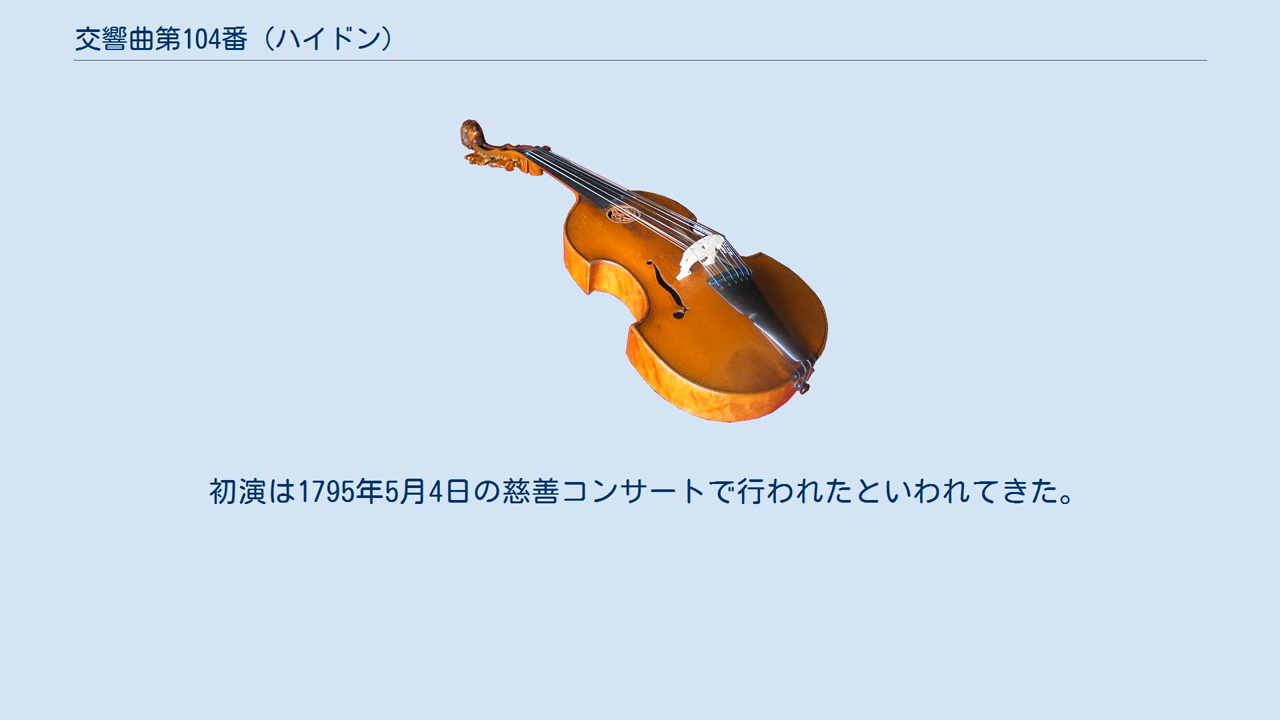 交響曲第104番（ハイドン）
初演は1795年5月4日の慈善コンサートで行われたといわれてきた。